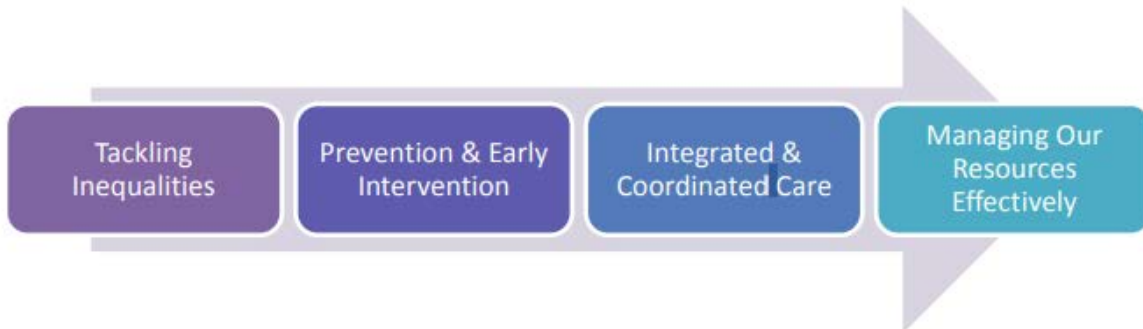 Tackling
Inequalities
Prevention & Early
Intervention
Integrated &
Coordinated Care
Managing Our
Resources
Effectively